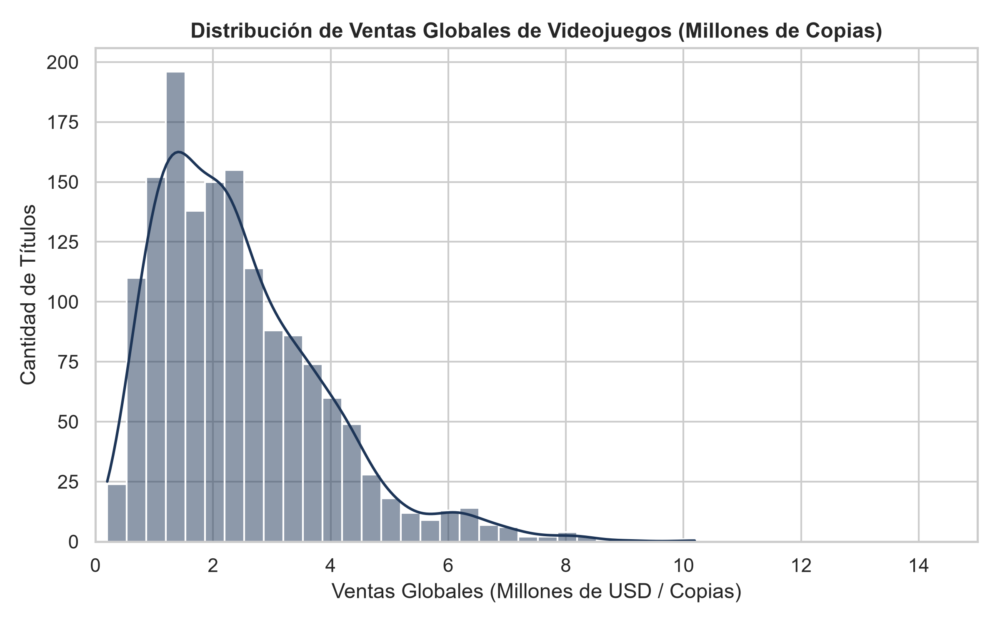 Distribución de Ventas Globales de Videojuegos (Millones de Copias)
Cantidad de Títulos
200
175
150
125
100
75
50
25
0
0 2 4 6 8 10 12 14
Ventas Globales (Millones de USD / Copias)